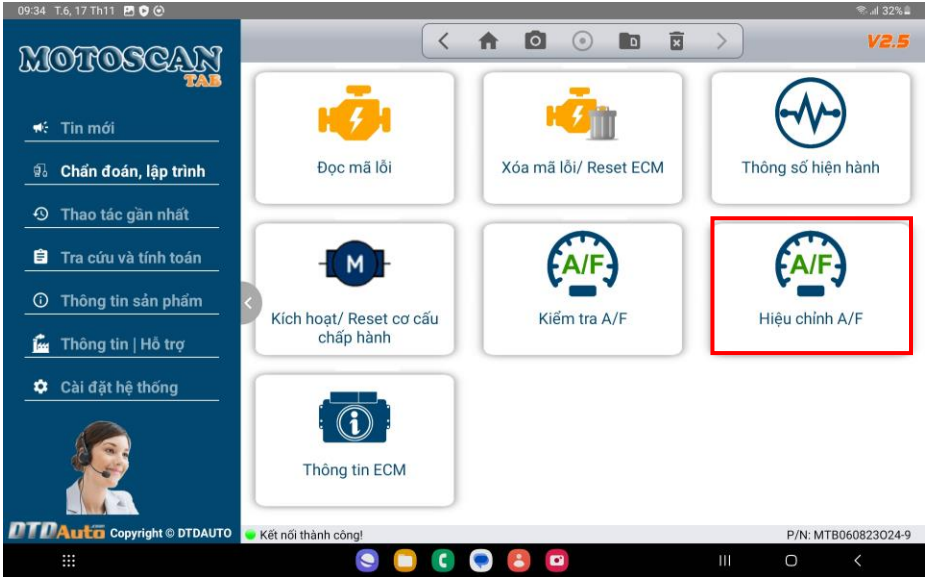 09:34 T.6, 17 Th11
32%
MOTOSCAN
TAB
V2.5
Tin mới
Chẩn đoán, lập trình
Thao tác gần nhất
Tra cứu và tính toán
Thông tin sản phẩm
Thông tin | Hỗ trợ
Cài đặt hệ thống
Đọc mã lỗi
Xóa mã lỗi/ Reset ECM
Thông số hiện hành
M
Kích hoạt/ Reset cơ cấu
chấp hành
A/F
Kiểm tra A/F
A/F
Hiệu chỉnh A/F
Thông tin ECM
DTDAuto.com Copyright © DTDAUTO
Kết nối thành công!
P/N: MTB060823O24-9